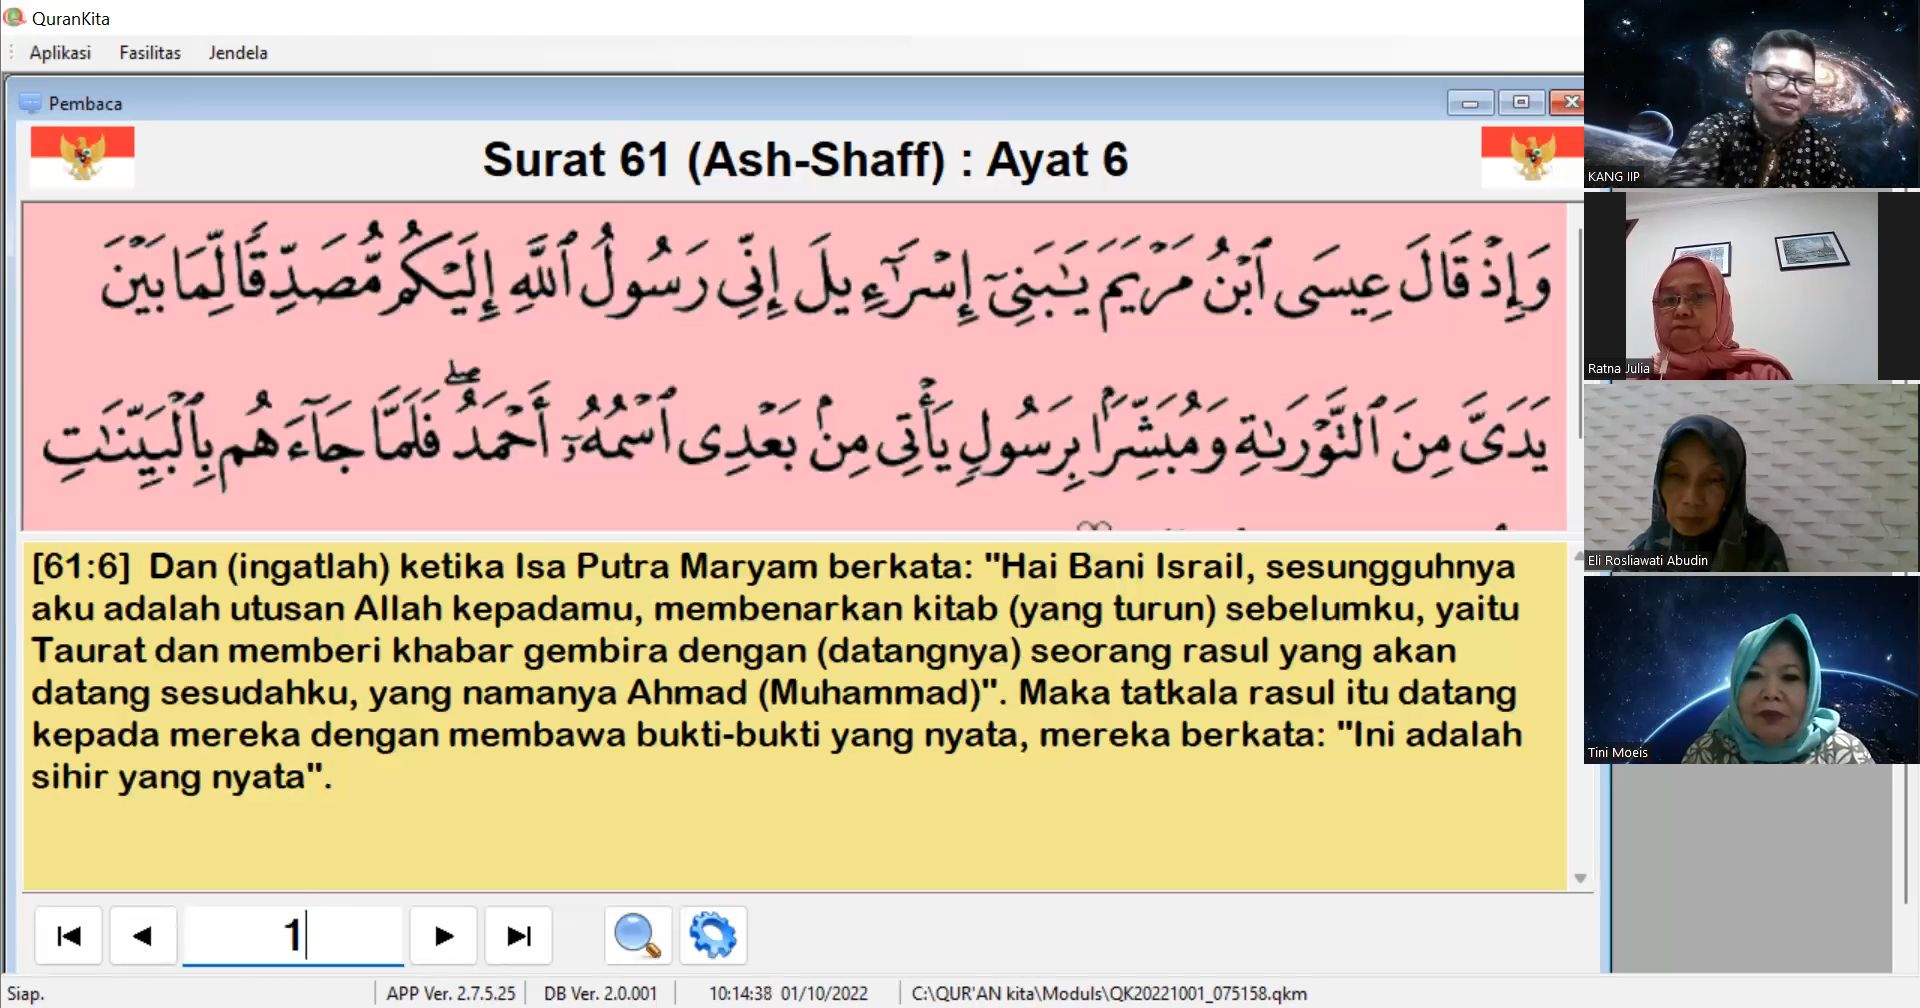 QuranKita
Aplikasi Fasilitas Jendela
Pembaca
Surat 61 (Ash-Shaff) : Ayat 6
وَإِذْ قَالَ عِيسَى ٱبْنُ مَرْيَمَ يَـٰبَنِىٓ إِسْرَٰٓءِيلَ إِنِّى رَسُولُ ٱللَّهِ إِلَيْكُم مُّصَدِّقًا لِّمَا بَيْنَ
يَدَىَّ مِنَ ٱلتَّوْرَىٰةِ وَمُبَشِّرًۢا بِرَسُولٍ يَأْتِى مِنۢ بَعْدِى ٱسْمُهُۥٓ أَحْمَدُ ۖ فَلَمَّا جَآءَهُم بِٱلْبَيِّنَـٰتِ
[61:6] Dan (ingatlah) ketika Isa Putra Maryam berkata: "Hai Bani Israil, sesungguhnya
aku adalah utusan Allah kepadamu, membenarkan kitab (yang turun) sebelumku, yaitu
Taurat dan memberi khabar gembira dengan (datangnya) seorang rasul yang akan
datang sesudahku, yang namanya Ahmad (Muhammad)". Maka tatkala rasul itu datang
kepada mereka dengan membawa bukti-bukti yang nyata, mereka berkata: "Ini adalah
sihir yang nyata".
1
Siap. APP Ver. 2.7.5.25 DB Ver. 2.0.001 10:14:38 01/10/2022 C:\QUR'AN kita\Moduls\QK20221001_075158.qkm
KANG IIP
Ratna Julia
Eli Rosliawati Abudin
Tini Moeis